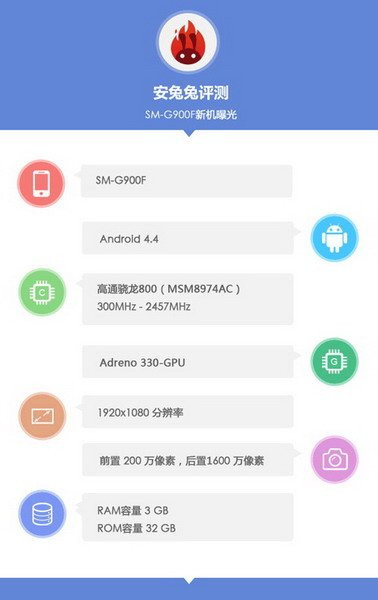 安兔兔评测
SM-G900F新机曝光
SM-G900F
Android 4.4
C
高通骁龙800（MSM8974AC）
300MHz - 2457MHz
Adreno 330-GPU
G
1920x1080 分辨率
前置 200 万像素，后置1600 万像素
RAM容量 3 GB
ROM容量 32 GB